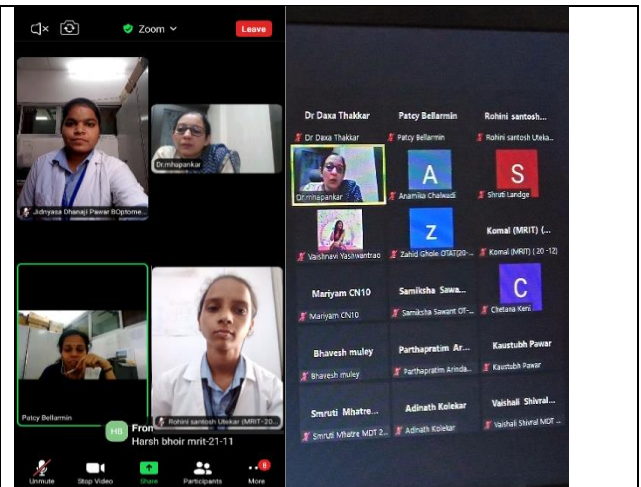 Zoom
Leave
Dr.mhapankar
Jidnyasa Dhanaji Pawar BOptome...
Patcy Bellarmin
Rohini santosh Utekar (MRIT-20...
HB
From
Harsh bhoir mrit-21-11
Unmute
Stop Video
Share
Participants
More
Dr Daxa Thakkar
Patcy Bellarmin
Rohini santosh...
Dr Daxa Thakkar
Patcy Bellarmin
Rohini santosh Uteka...
Dr.mhapankar
A
Anamika Chalwadi
S
Shruti Landge
Vaishnavi Yashwantrao
Z
Zahid Ghole OTAT(20-...
Komal (MRIT) (...
Komal (MRIT) ( 20 -12)
Mariyam CN10
Samiksha Sawa...
C
Mariyam CN10
Samiksha Sawant OT-...
Chetana Keni
Bhavesh muley
Parthapratim Ar...
Kaustubh Pawar
Bhavesh muley
Parthapratim Arinda...
Kaustubh Pawar
Smruti Mhatre...
Adinath Kolekar
Vaishali Shivral...
Smruti Mhatre MDT 2...
Adinath Kolekar
Vaishali Shivral MDT ...